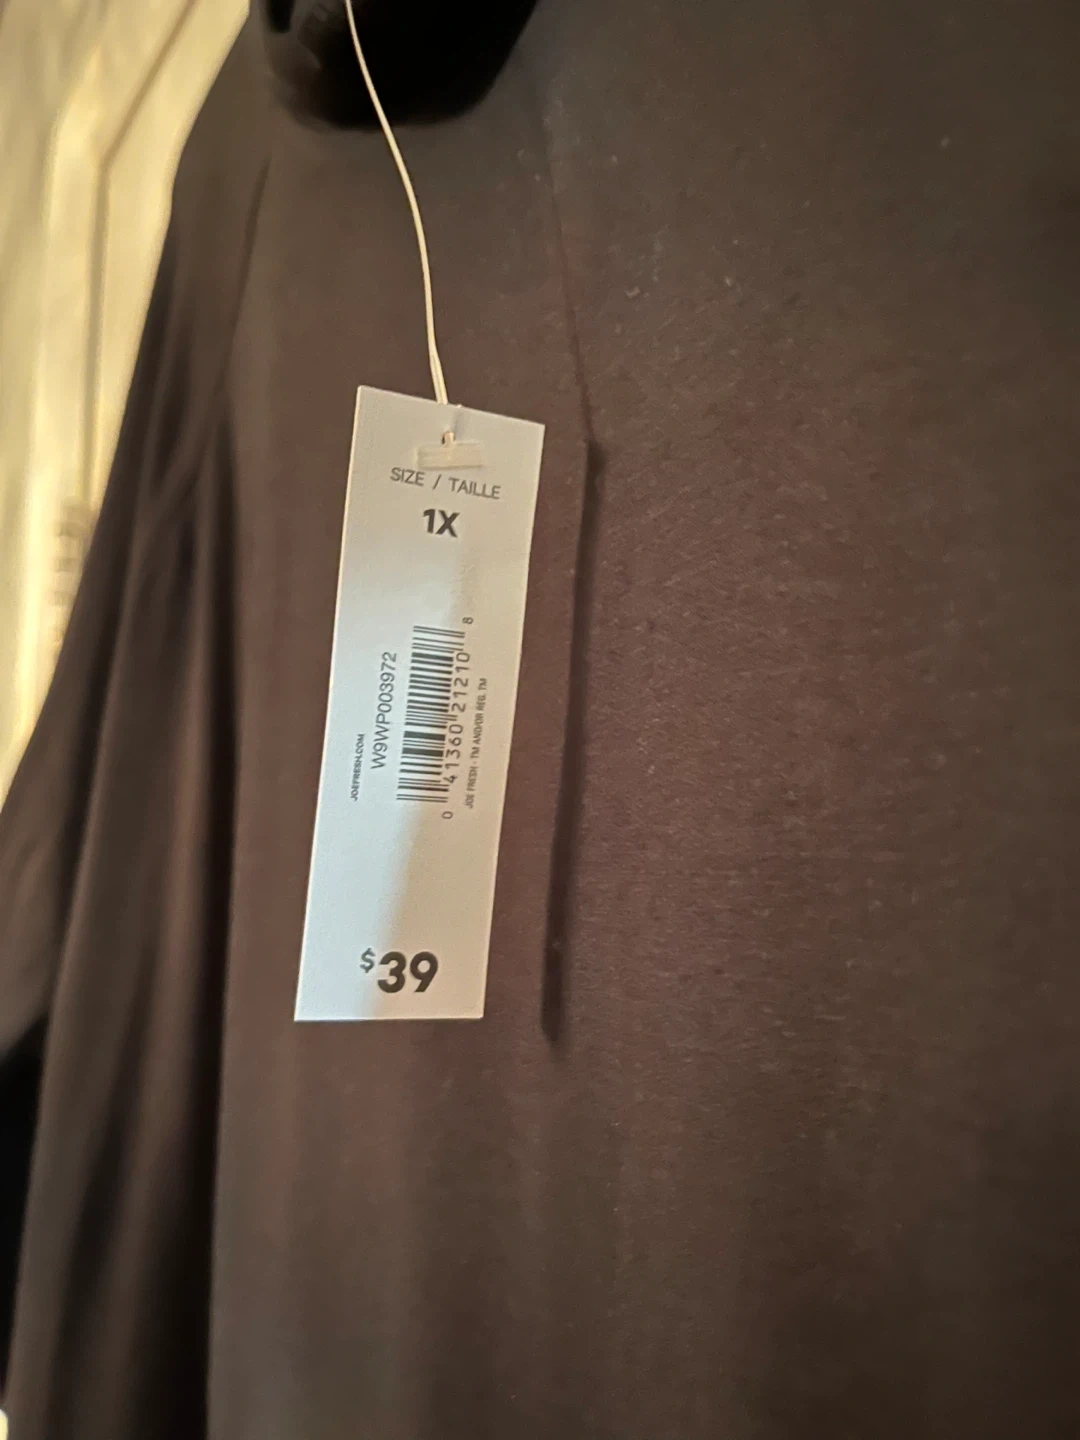 SIZE / TAILLE
1X
JOEFRESH.COM
W9WP003972
0 41360 21210 8
JOE FRESH - TM AND/OR REG. TM
$39